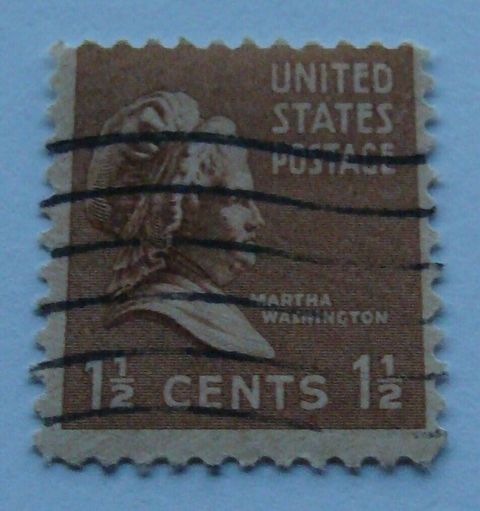 UNITED
STATES
POSTAGE
MARTHA
WASHINGTON
1½ CENTS 1½